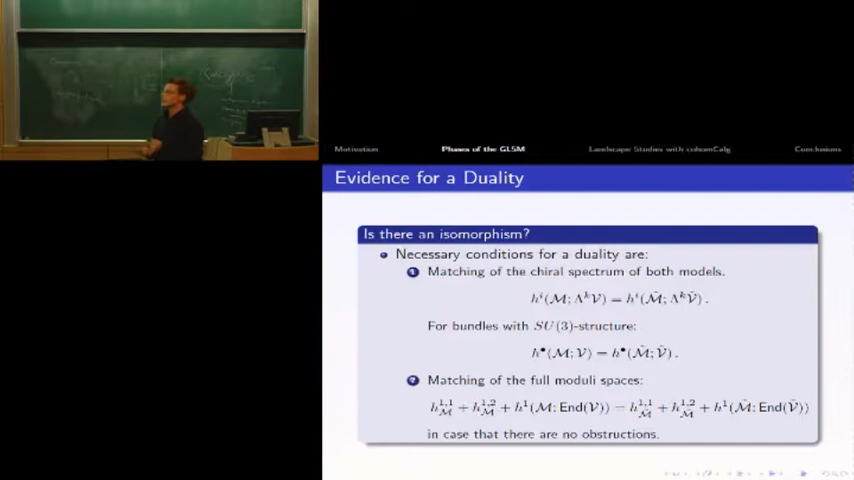 Motivation Phases of the GLSM Landscape Studies with cohomCalg Conclusions
Evidence for a Duality
Is there an isomorphism?
Necessary conditions for a duality are:
1 Matching of the chiral spectrum of both models.
h^i(M; Λ^k V) = h^i(M̃; Λ^k Ṽ) .
For bundles with SU(3)-structure:
h^•(M; V) = h^•(M̃; Ṽ) .
2 Matching of the full moduli spaces:
h^{1,1}_M + h^{1,2}_M + h^1(M; End(V)) = h^{1,1}_M̃ + h^{1,2}_M̃ + h^1(M̃; End(Ṽ))
in case that there are no obstructions.